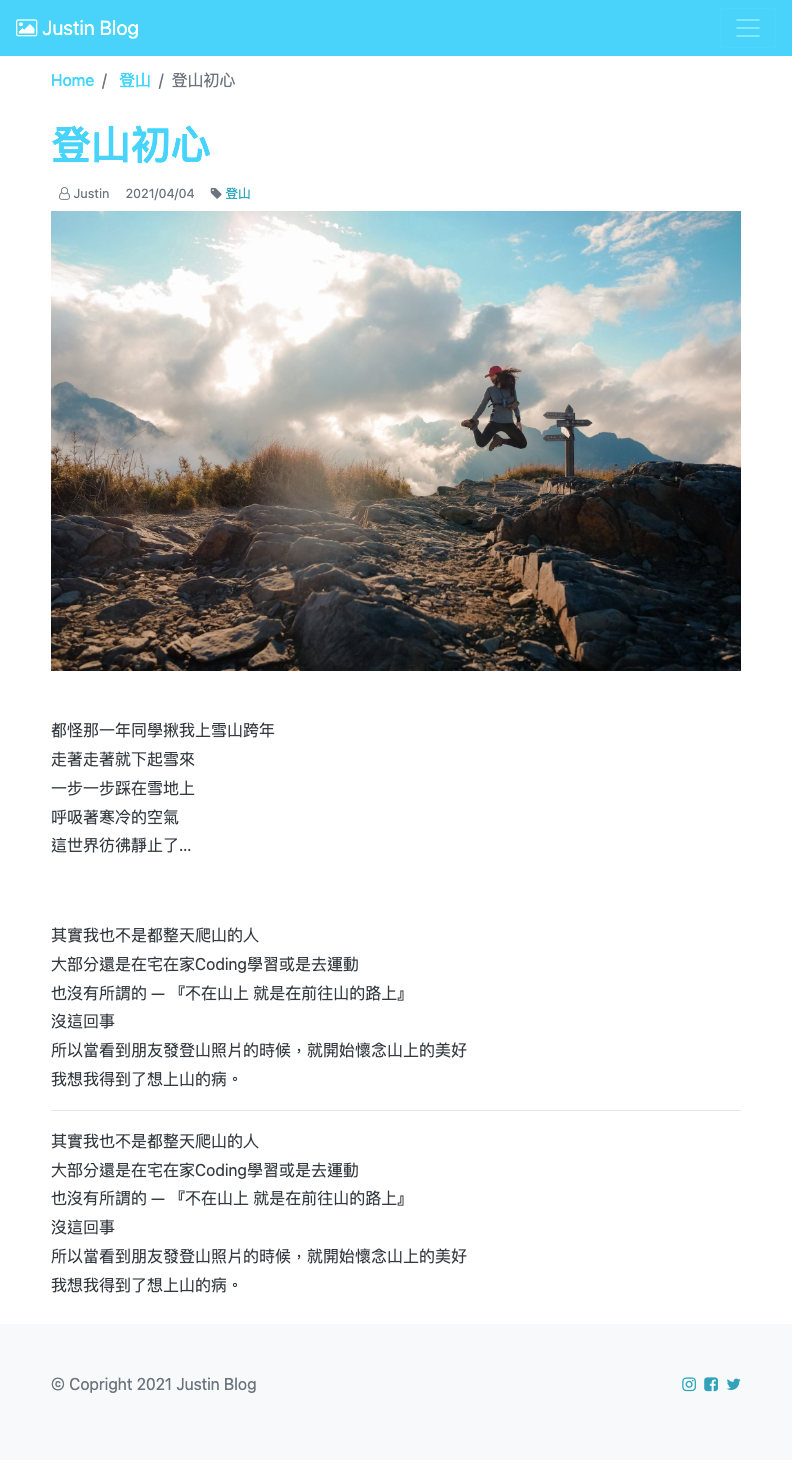 Justin Blog
Home / 登山 / 登山初心
登山初心
Justin 2021/04/04 登山
都怪那一年同學揪我上雪山跨年
走著走著就下起雪來
一步一步踩在雪地上
呼吸著寒冷的空氣
這世界彷彿靜止了...
其實我也不是都整天爬山的人
大部分還是在宅在家Coding學習或是去運動
也沒有所謂的 — 『不在山上 就是在前往山的路上』
沒這回事
所以當看到朋友發登山照片的時候，就開始懷念山上的美好
我想我得到了想上山的病。
其實我也不是都整天爬山的人
大部分還是在宅在家Coding學習或是去運動
也沒有所謂的 — 『不在山上 就是在前往山的路上』
沒這回事
所以當看到朋友發登山照片的時候，就開始懷念山上的美好
我想我得到了想上山的病。
© Copright 2021 Justin Blog